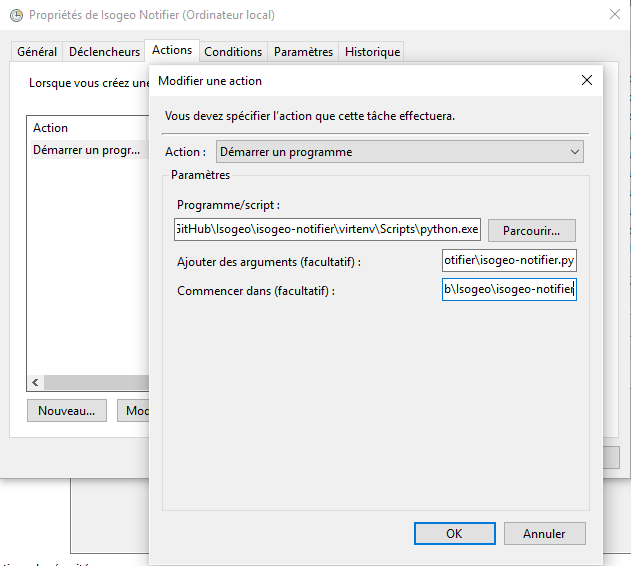 Propriétés de Isogeo Notifier (Ordinateur local)
Général Déclencheurs Actions Conditions Paramètres Historique
Lorsque vous créez une
Modifier une action
Vous devez spécifier l'action que cette tâche effectuera.
Action
Démarrer un progr...
Action : Démarrer un programme
Paramètres
Programme/script :
GitHub\Isogeo\isogeo-notifier\virtenv\Scripts\python.exe Parcourir...
Ajouter des arguments (facultatif) : otifier\isogeo-notifier.py
Commencer dans (facultatif) : b\Isogeo\isogeo-notifier
Nouveau... Mod
OK Annuler